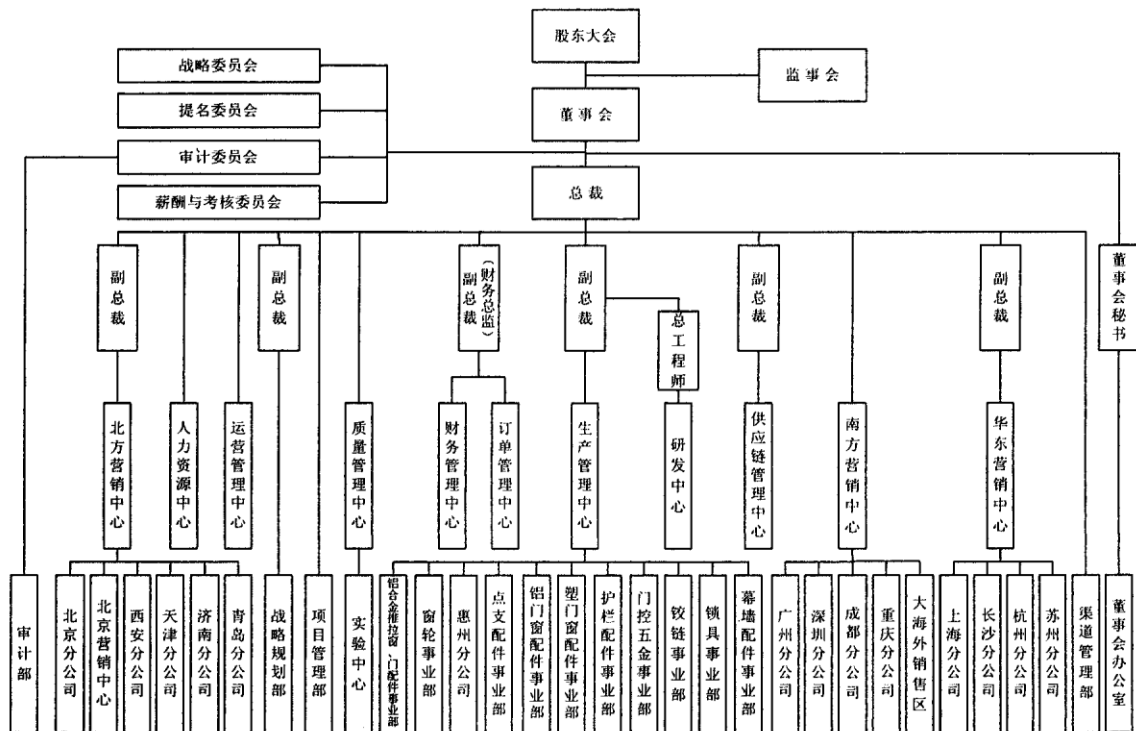 股东大会
战略委员会
监事会
提名委员会
董事会
审计委员会
总裁
薪酬与考核委员会
副总裁
副总裁
副总裁
（财务总监）
副总裁
副总裁
副总裁
董事会秘书
总工程师
北方营销中心
人力资源中心
运营管理中心
质量管理中心
财务管理中心
订单管理中心
生产管理中心
研发中心
供应链管理中心
南方营销中心
华东营销中心
审计部
北京分公司
北京营销中心
西安分公司
天津分公司
济南分公司
青岛分公司
战略规划部
项目管理部
实验中心
铝合金推拉窗、门配件事业部
窗轮事业部
惠州分公司
点支配件事业部
铝门窗配件事业部
塑门窗配件事业部
护栏配件事业部
门控五金事业部
铰链事业部
锁具事业部
幕墙配件事业部
广州分公司
深圳分公司
成都分公司
重庆分公司
大海外销售区
上海分公司
长沙分公司
杭州分公司
苏州分公司
渠道管理部
董事会办公室